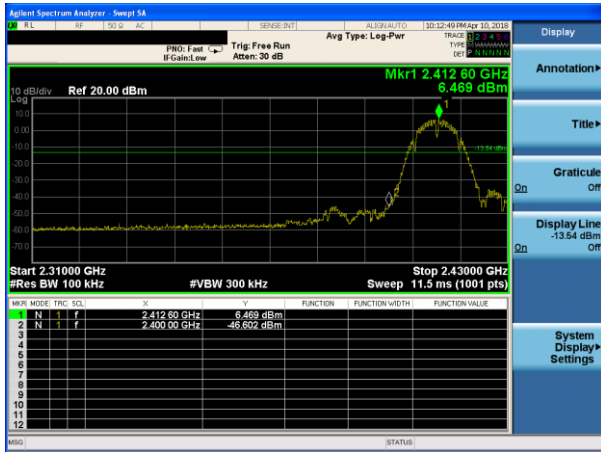 Agilent Spectrum Analyzer - Swept SA
RL RF 50 Ω AC SENSE:INT ALIGNAUTO 10:12:49 PM Apr 10, 2018
Avg Type: Log-Pwr TRACE 1 2 3 4 5 6
PNO: Fast Trig: Free Run TYPE
IFGain:Low Atten: 30 dB DET P N N N N N
Mkr1 2.412 60 GHz
10 dB/div Ref 20.00 dBm 6.469 dBm
Log
1
10.0
0.00
-10.0
-13.54 dBm
-20.0
-30.0
-40.0
-50.0
-60.0
-70.0
Start 2.31000 GHz Stop 2.43000 GHz
#Res BW 100 kHz #VBW 300 kHz Sweep 11.5 ms (1001 pts)
MKR MODE TRC SCL X Y FUNCTION FUNCTION WIDTH FUNCTION VALUE
1 N 1 f 2.412 60 GHz 6.469 dBm
2 N 1 f 2.400 00 GHz -46.602 dBm
3
4
5
6
7
8
9
10
11
12
MSG STATUS
Display
Annotation
Title
Graticule
On Off
Display Line
-13.54 dBm
On Off
System
Display
Settings